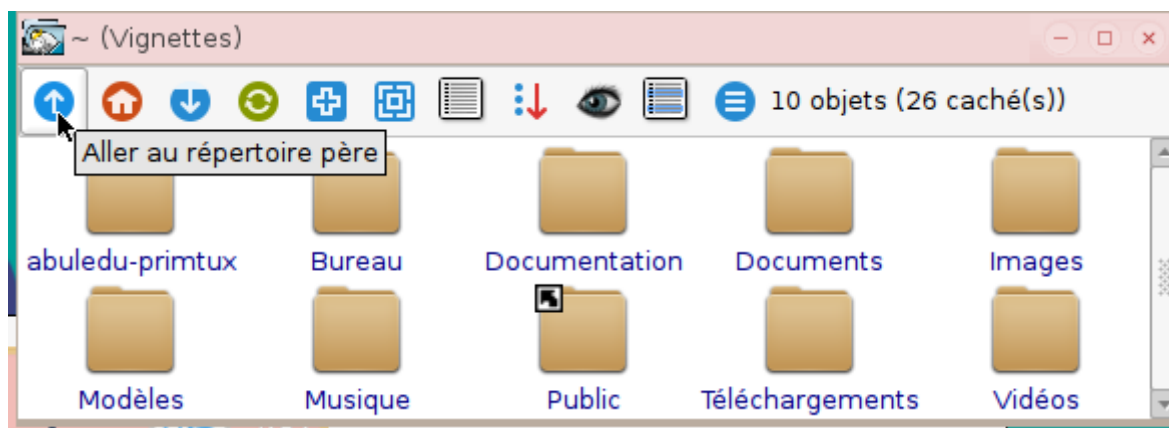 ~ (Vignettes)
10 objets (26 caché(s))
Aller au répertoire père
abuledu-primtux Bureau Documentation Documents Images
Modèles Musique Public Téléchargements Vidéos